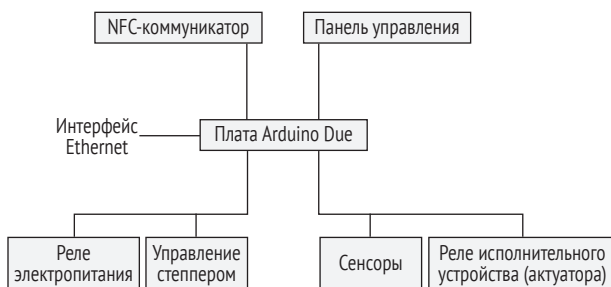 NFC-коммуникатор
Панель управления
Интерфейс
Ethernet
Плата Arduino Due
Реле
электропитания
Управление
степпером
Сенсоры
Реле исполнительного
устройства (актуатора)